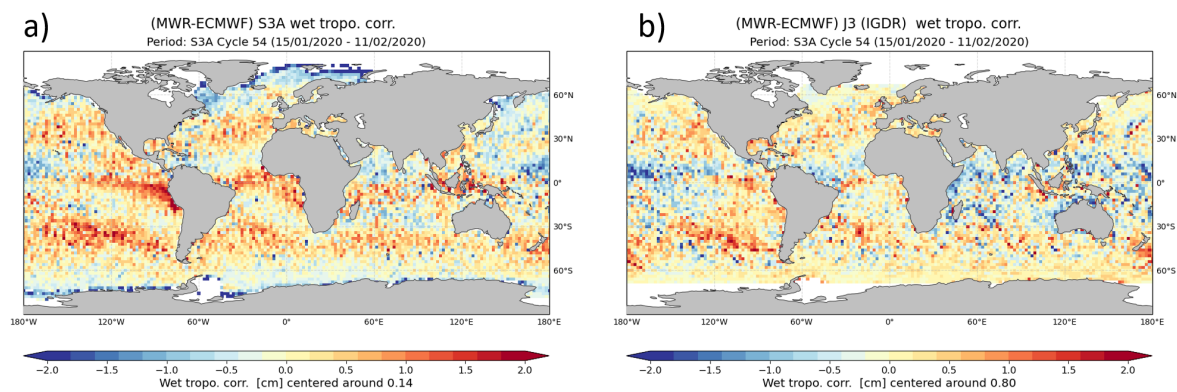 a)
(MWR-ECMWF) S3A wet tropo. corr.
Period: S3A Cycle 54 (15/01/2020 - 11/02/2020)
60°N
30°N
0°
30°S
60°S
180°W 120°W 60°W 0° 60°E 120°E 180°E
−2.0 −1.5 −1.0 −0.5 0.0 0.5 1.0 1.5 2.0
Wet tropo. corr. [cm] centered around 0.14
b)
(MWR-ECMWF) J3 (IGDR) wet tropo. corr.
Period: S3A Cycle 54 (15/01/2020 - 11/02/2020)
60°N
30°N
0°
30°S
60°S
180°W 120°W 60°W 0° 60°E 120°E 180°E
−2.0 −1.5 −1.0 −0.5 0.0 0.5 1.0 1.5 2.0
Wet tropo. corr. [cm] centered around 0.80